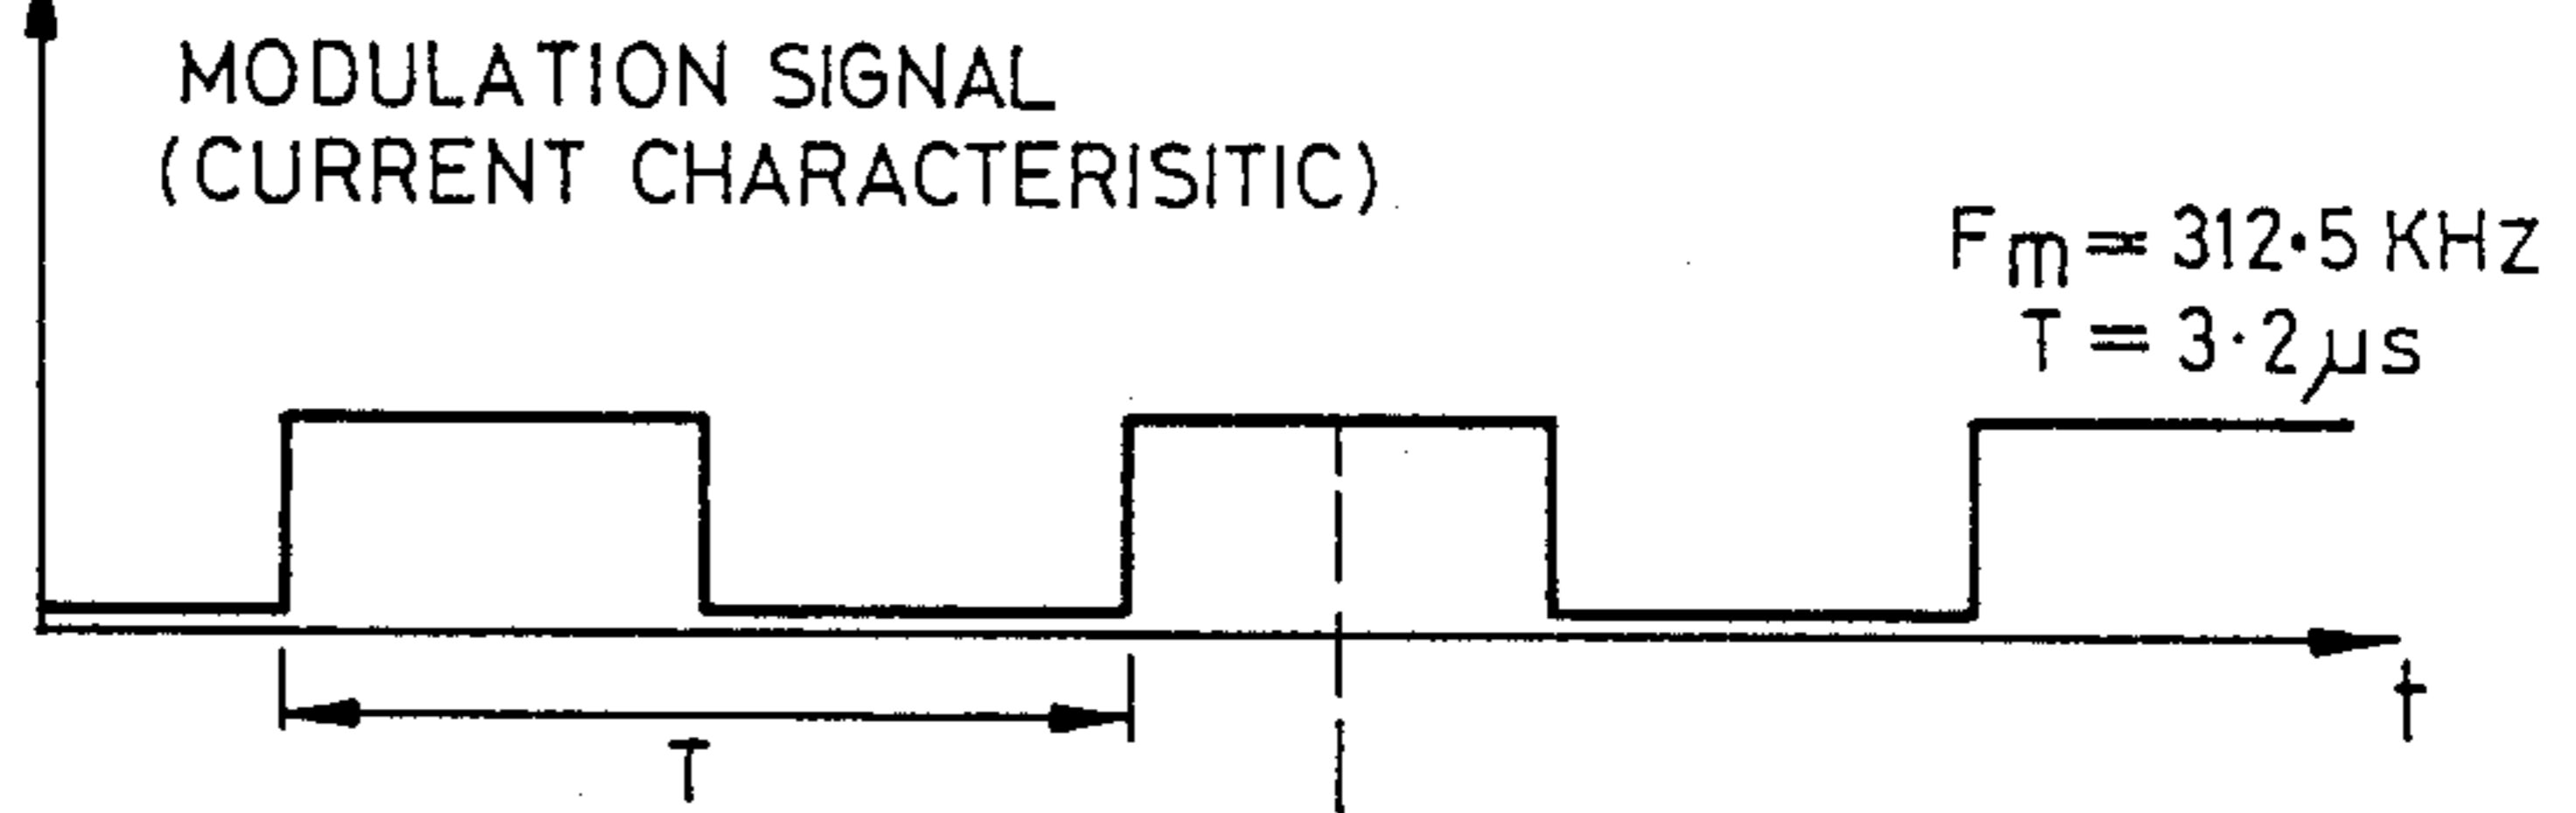 MODULATION SIGNAL
(CURRENT CHARACTERISITIC)
Fm = 312·5 KHZ
T = 3·2 µs
t
T